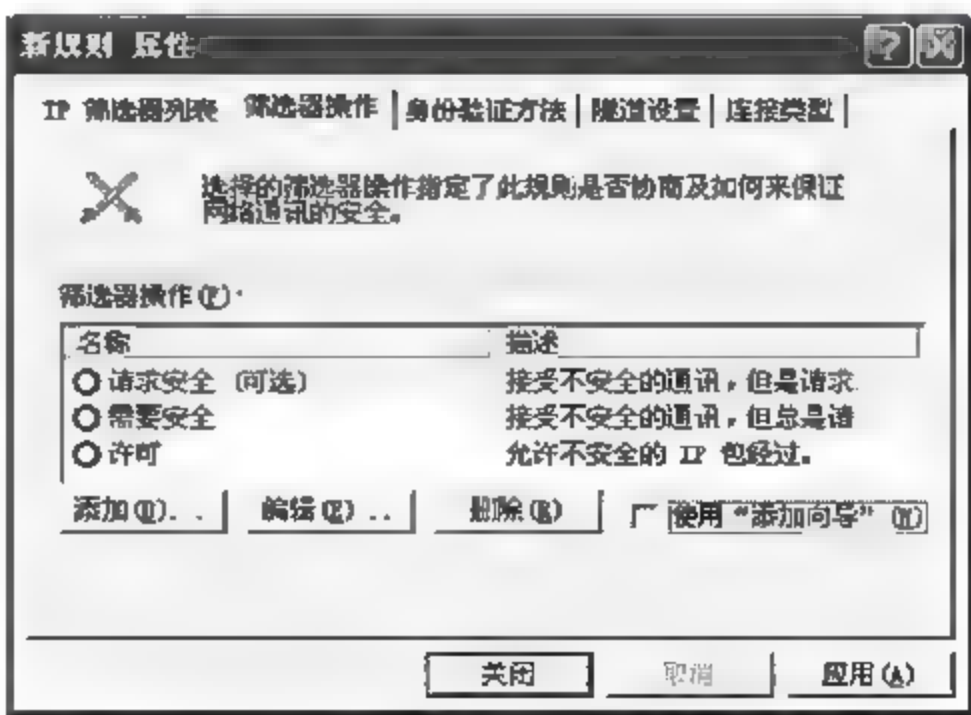 新规则 属性
IP 筛选器列表 筛选器操作 身份验证方法 隧道设置 连接类型
选择的筛选器操作指定了此规则是否协商及如何来保证
网络通讯的安全。
筛选器操作(F):
名称 描述
请求安全 (可选) 接受不安全的通讯，但是请求
需要安全 接受不安全的通讯，但总是请
许可 允许不安全的 IP 包经过。
添加(D)... 编辑(E)... 删除(R) 使用“添加向导”(W)
关闭 取消 应用(A)